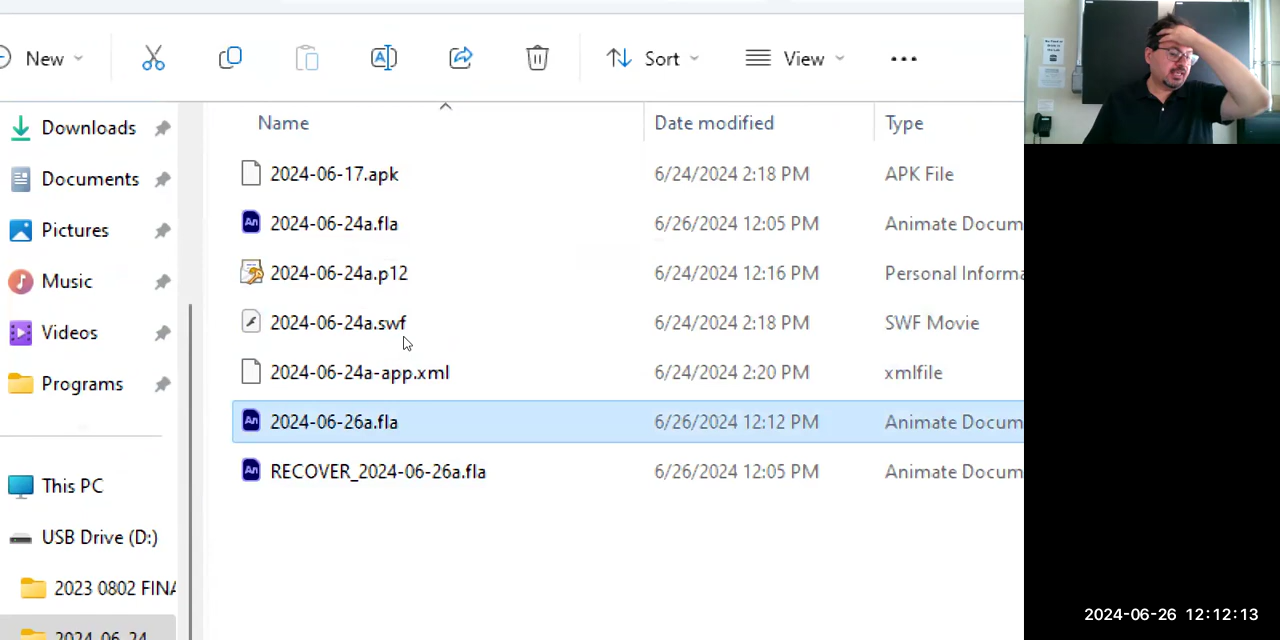 New
Sort
View
Downloads
Documents
Pictures
Music
Videos
Programs
This PC
USB Drive (D:)
2023 0802 FINA
2024-06-24
Name Date modified Type
2024-06-17.apk 6/24/2024 2:18 PM APK File
2024-06-24a.fla 6/26/2024 12:05 PM Animate Docum
2024-06-24a.p12 6/24/2024 12:16 PM Personal Informa
2024-06-24a.swf 6/24/2024 2:18 PM SWF Movie
2024-06-24a-app.xml 6/24/2024 2:20 PM xmlfile
2024-06-26a.fla 6/26/2024 12:12 PM Animate Docum
RECOVER_2024-06-26a.fla 6/26/2024 12:05 PM Animate Docum
An
An
An
2024-06-26 12:12:13